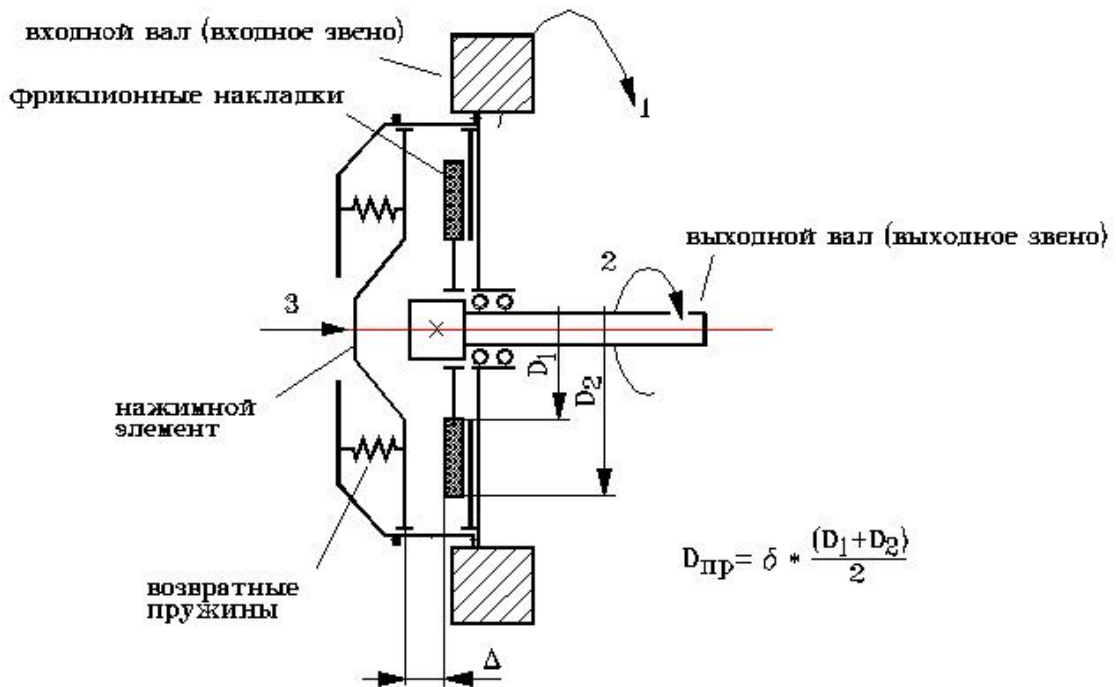 входной вал (входное звено)
фрикционные накладки
1
выходной вал (выходное звено)
2
3
D₁
D₂
нажимной
элемент
Dпр= δ * (D₁+D₂)
2
возвратные
пружины
Δ